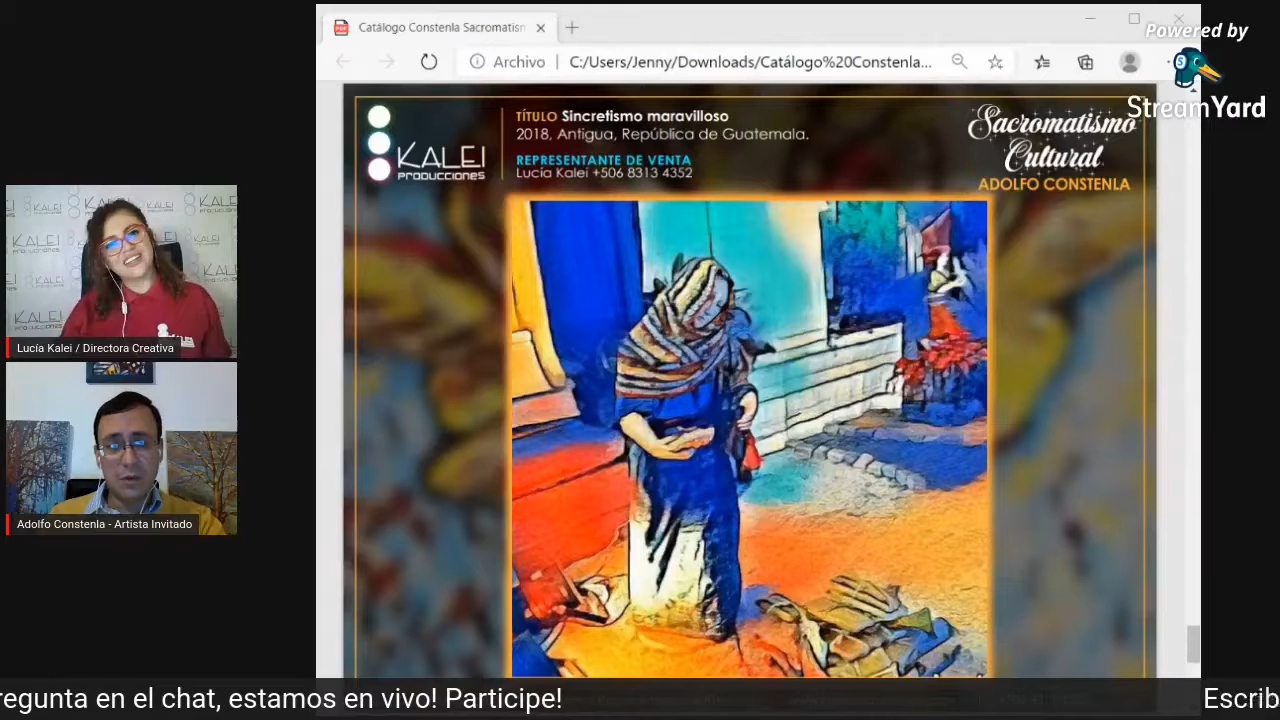 Catálogo Constenla Sacromatism
Archivo
C:/Users/Jenny/Downloads/Catálogo%20Constenla...
Powered by
StreamYard
KALEI
PRODUCCIONES
TÍTULO Sincretismo maravilloso
2018, Antigua, República de Guatemala.
REPRESENTANTE DE VENTA
Lucía Kalei +506 8313 4352
Sacromatismo
Cultural
ADOLFO CONSTENLA
Lucía Kalei / Directora Creativa
Adolfo Constenla - Artista Invitado
regunta en el chat, estamos en vivo! Participe!
Escrib